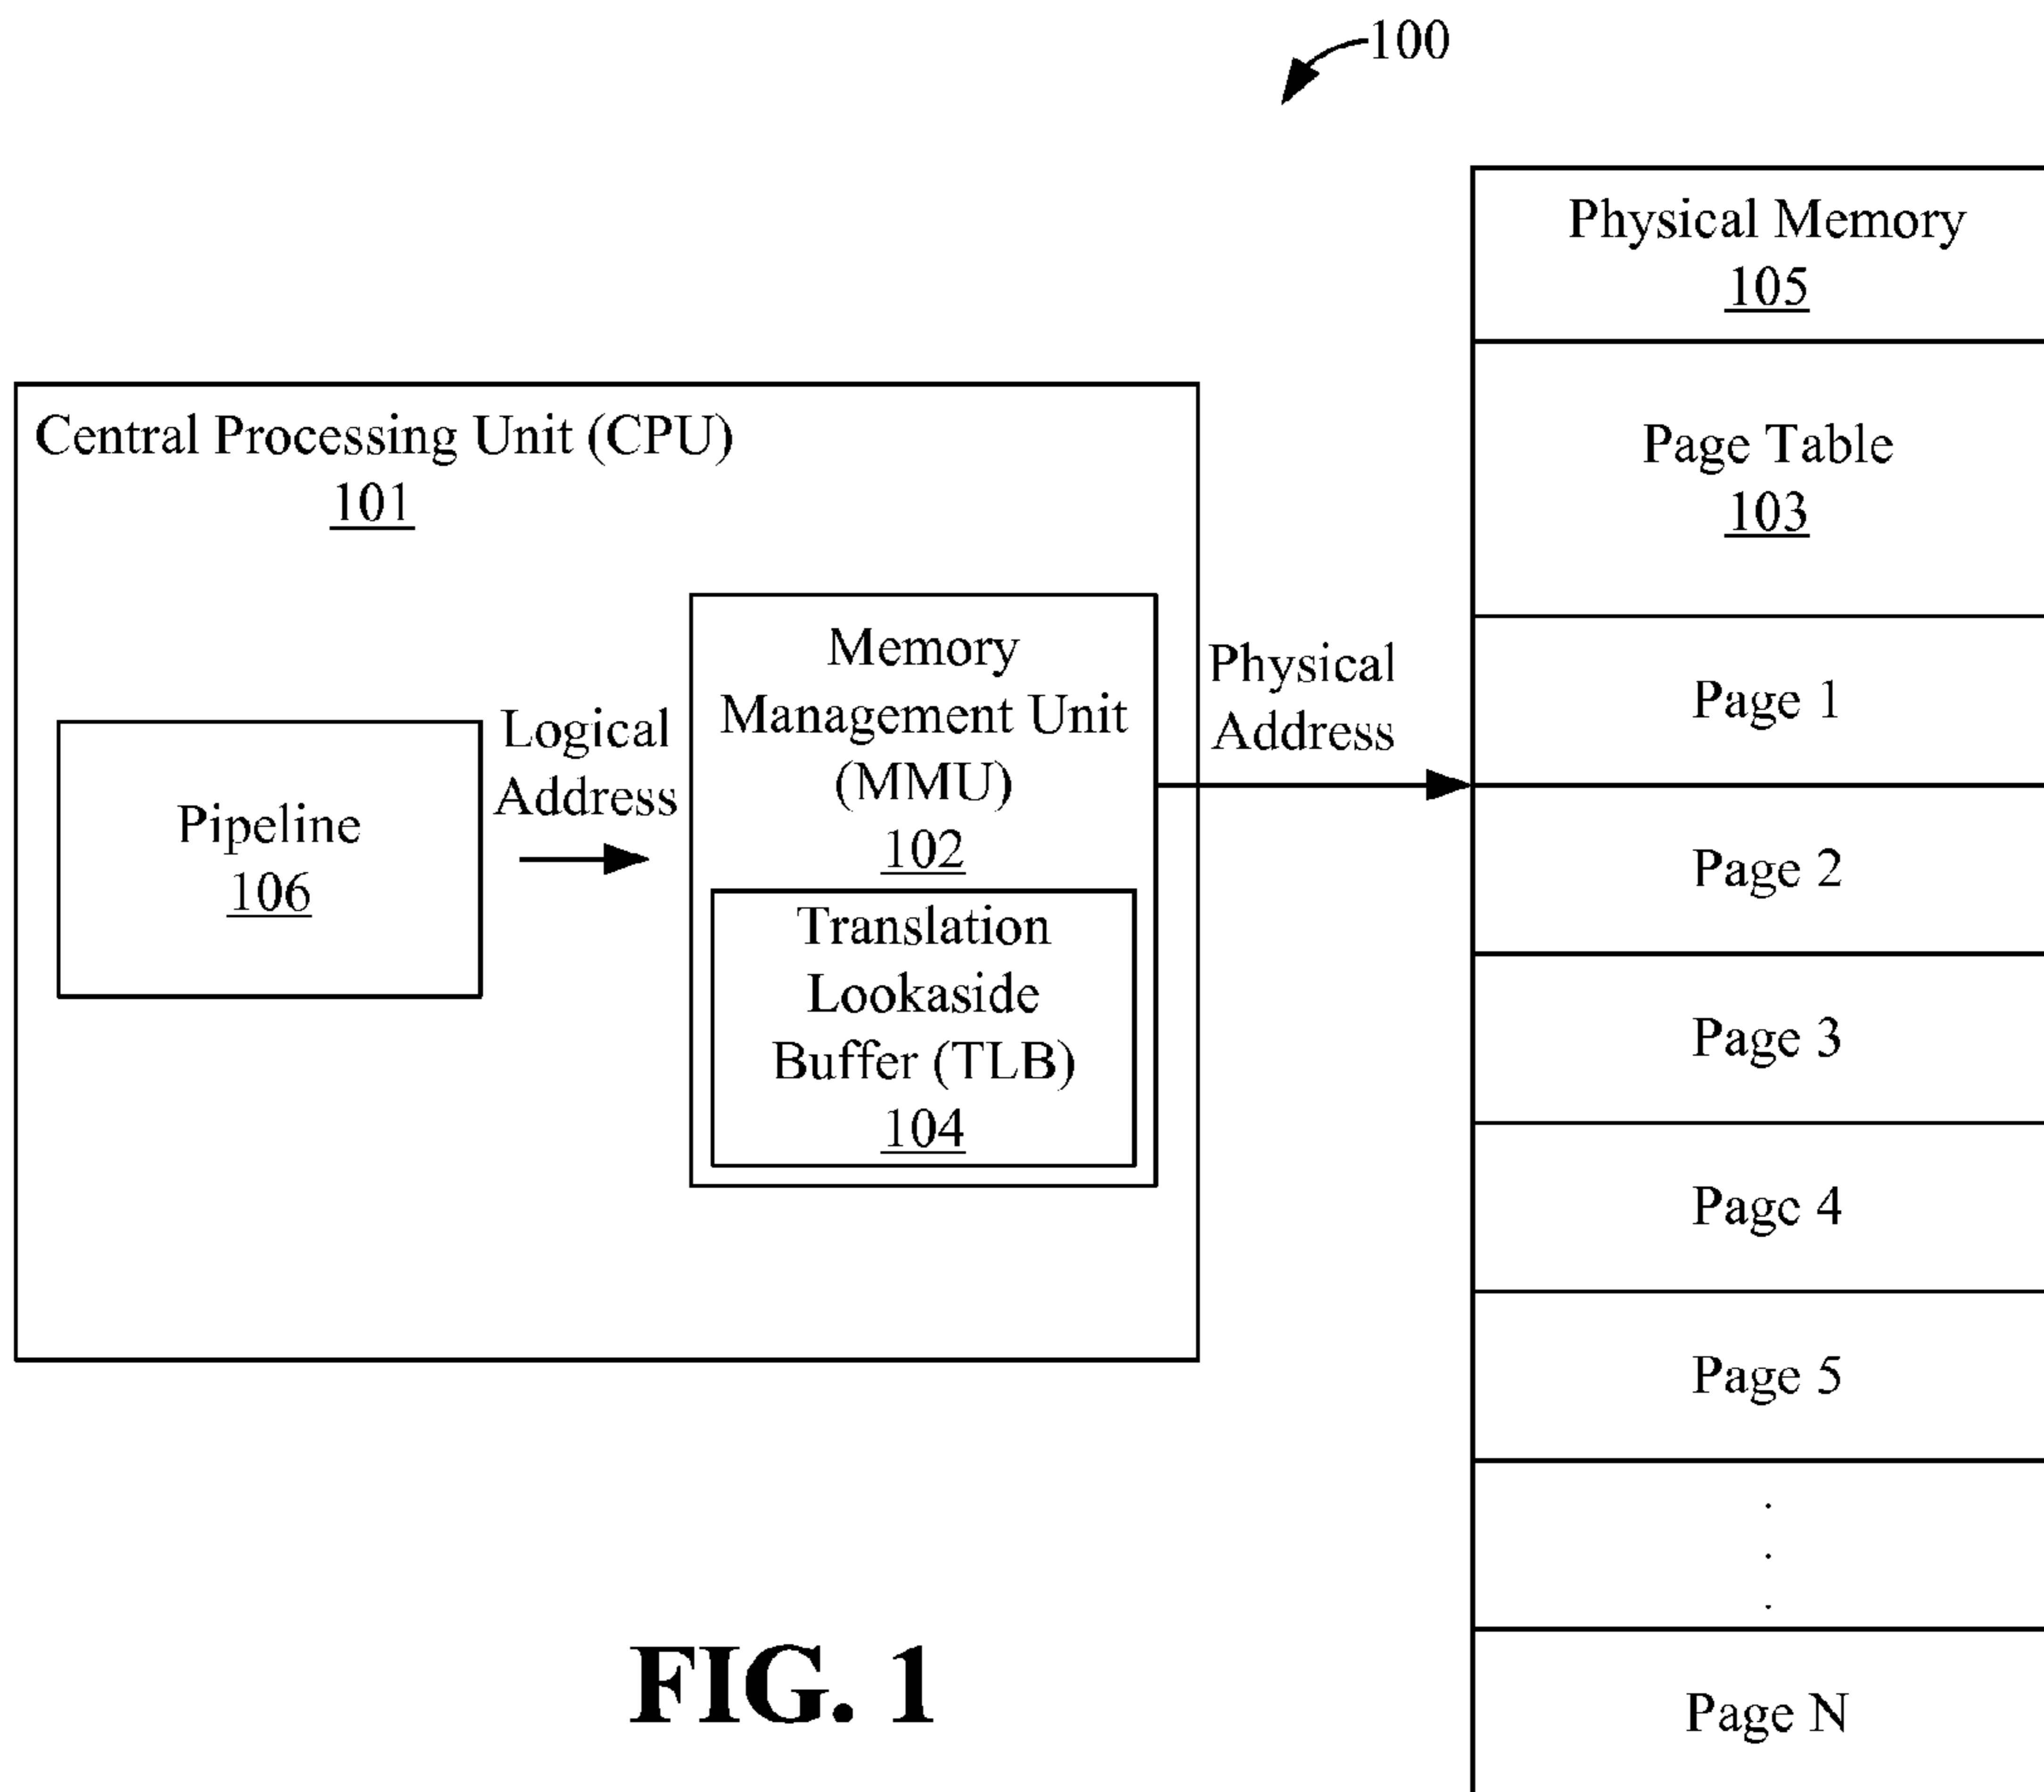 100
Physical Memory
105
Page Table
103
Central Processing Unit (CPU)
101
Pipeline
106
Logical
Address
Memory
Management Unit
(MMU)
102
Translation
Lookaside
Buffer (TLB)
104
Physical
Address
Page 1
Page 2
Page 3
Page 4
Page 5
.
.
.
Page N
FIG. 1